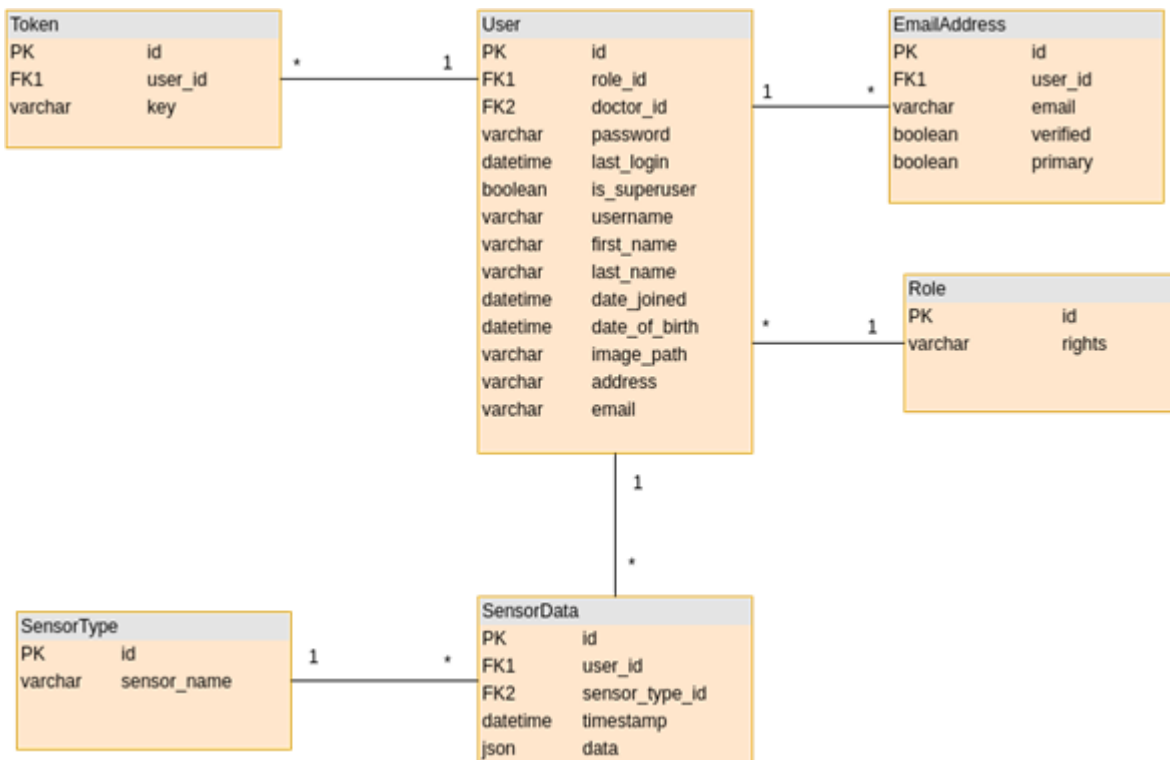 Token
PK id
FK1 user_id
varchar key
* 1
User
PK id
FK1 role_id
FK2 doctor_id
varchar password
datetime last_login
boolean is_superuser
varchar username
varchar first_name
varchar last_name
datetime date_joined
datetime date_of_birth
varchar image_path
varchar address
varchar email
1 *
EmailAddress
PK id
FK1 user_id
varchar email
boolean verified
boolean primary
* 1
Role
PK id
varchar rights
1
*
SensorType
PK id
varchar sensor_name
1 *
SensorData
PK id
FK1 user_id
FK2 sensor_type_id
datetime timestamp
json data